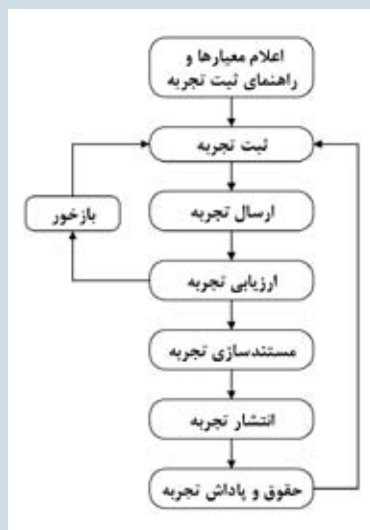 اعلام معیارها و
راهنمای ثبت تجربه
ثبت تجربه
ارسال تجربه
بازخور
ارزیابی تجربه
مستندسازی تجربه
انتشار تجربه
حقوق و پاداش تجربه